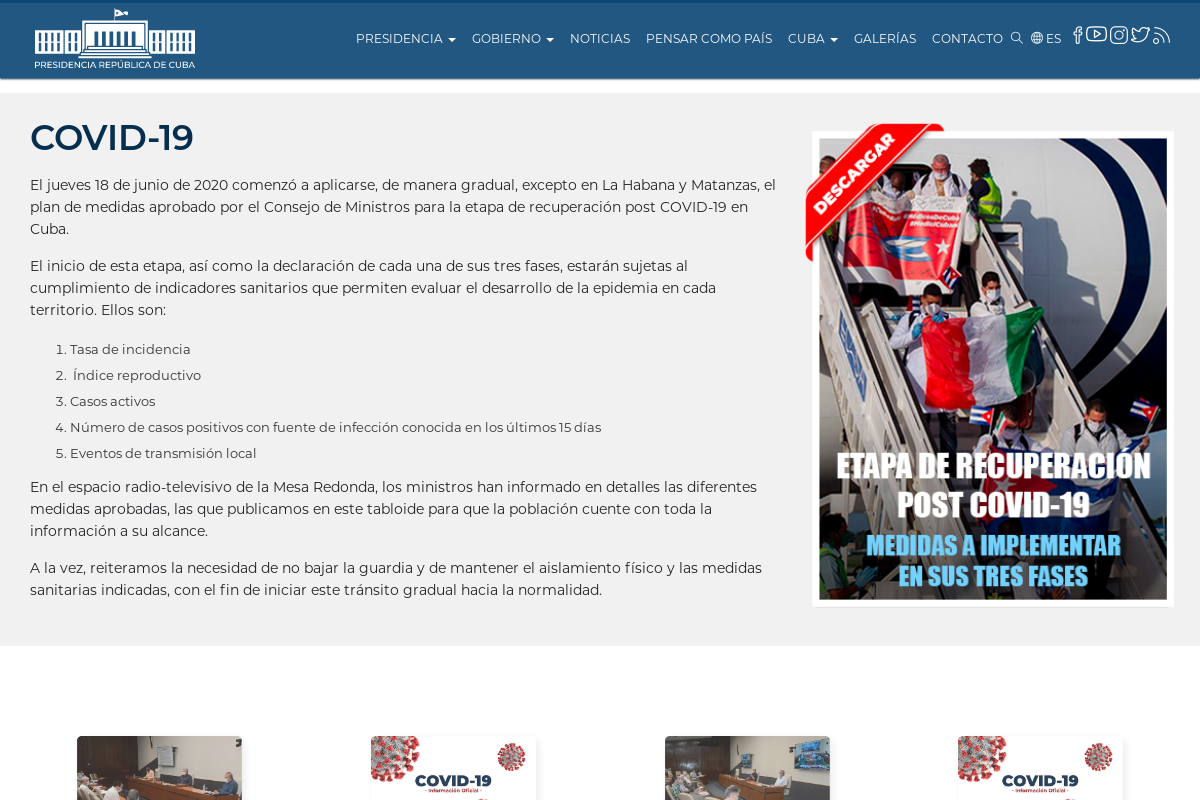 PRESIDENCIA REPÚBLICA DE CUBA
PRESIDENCIA GOBIERNO NOTICIAS PENSAR COMO PAÍS CUBA GALERÍAS CONTACTO ES
COVID-19
El jueves 18 de junio de 2020 comenzó a aplicarse, de manera gradual, excepto en La Habana y Matanzas, el
plan de medidas aprobado por el Consejo de Ministros para la etapa de recuperación post COVID-19 en
Cuba.
El inicio de esta etapa, así como la declaración de cada una de sus tres fases, estarán sujetas al
cumplimiento de indicadores sanitarios que permiten evaluar el desarrollo de la epidemia en cada
territorio. Ellos son:
1. Tasa de incidencia
2. Índice reproductivo
3. Casos activos
4. Número de casos positivos con fuente de infección conocida en los últimos 15 días
5. Eventos de transmisión local
En el espacio radio-televisivo de la Mesa Redonda, los ministros han informado en detalles las diferentes
medidas aprobadas, las que publicamos en este tabloide para que la población cuente con toda la
información a su alcance.
A la vez, reiteramos la necesidad de no bajar la guardia y de mantener el aislamiento físico y las medidas
sanitarias indicadas, con el fin de iniciar este tránsito gradual hacia la normalidad.
DESCARGAR
ETAPA DE RECUPERACIÓN
POST COVID-19
MEDIDAS A IMPLEMENTAR
EN SUS TRES FASES
COVID-19
- Información Oficial -
COVID-19
- Información Oficial -